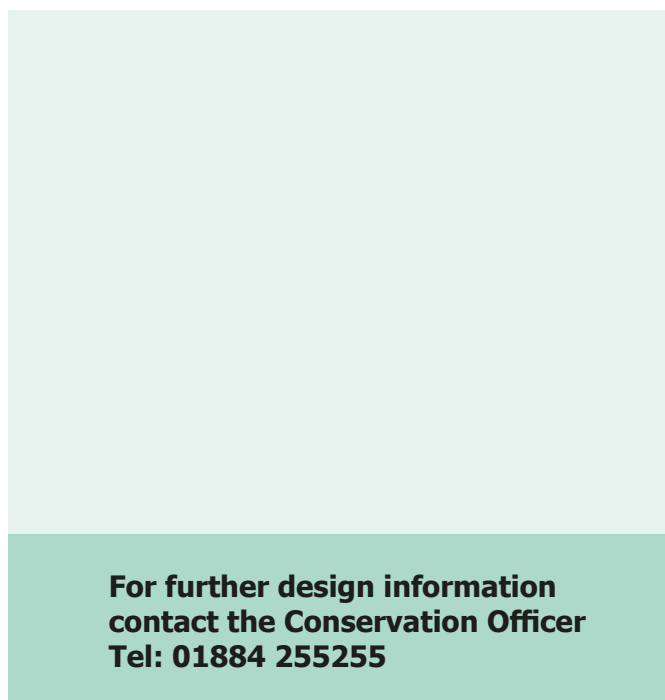 For further design information
contact the Conservation Officer
Tel: 01884 255255